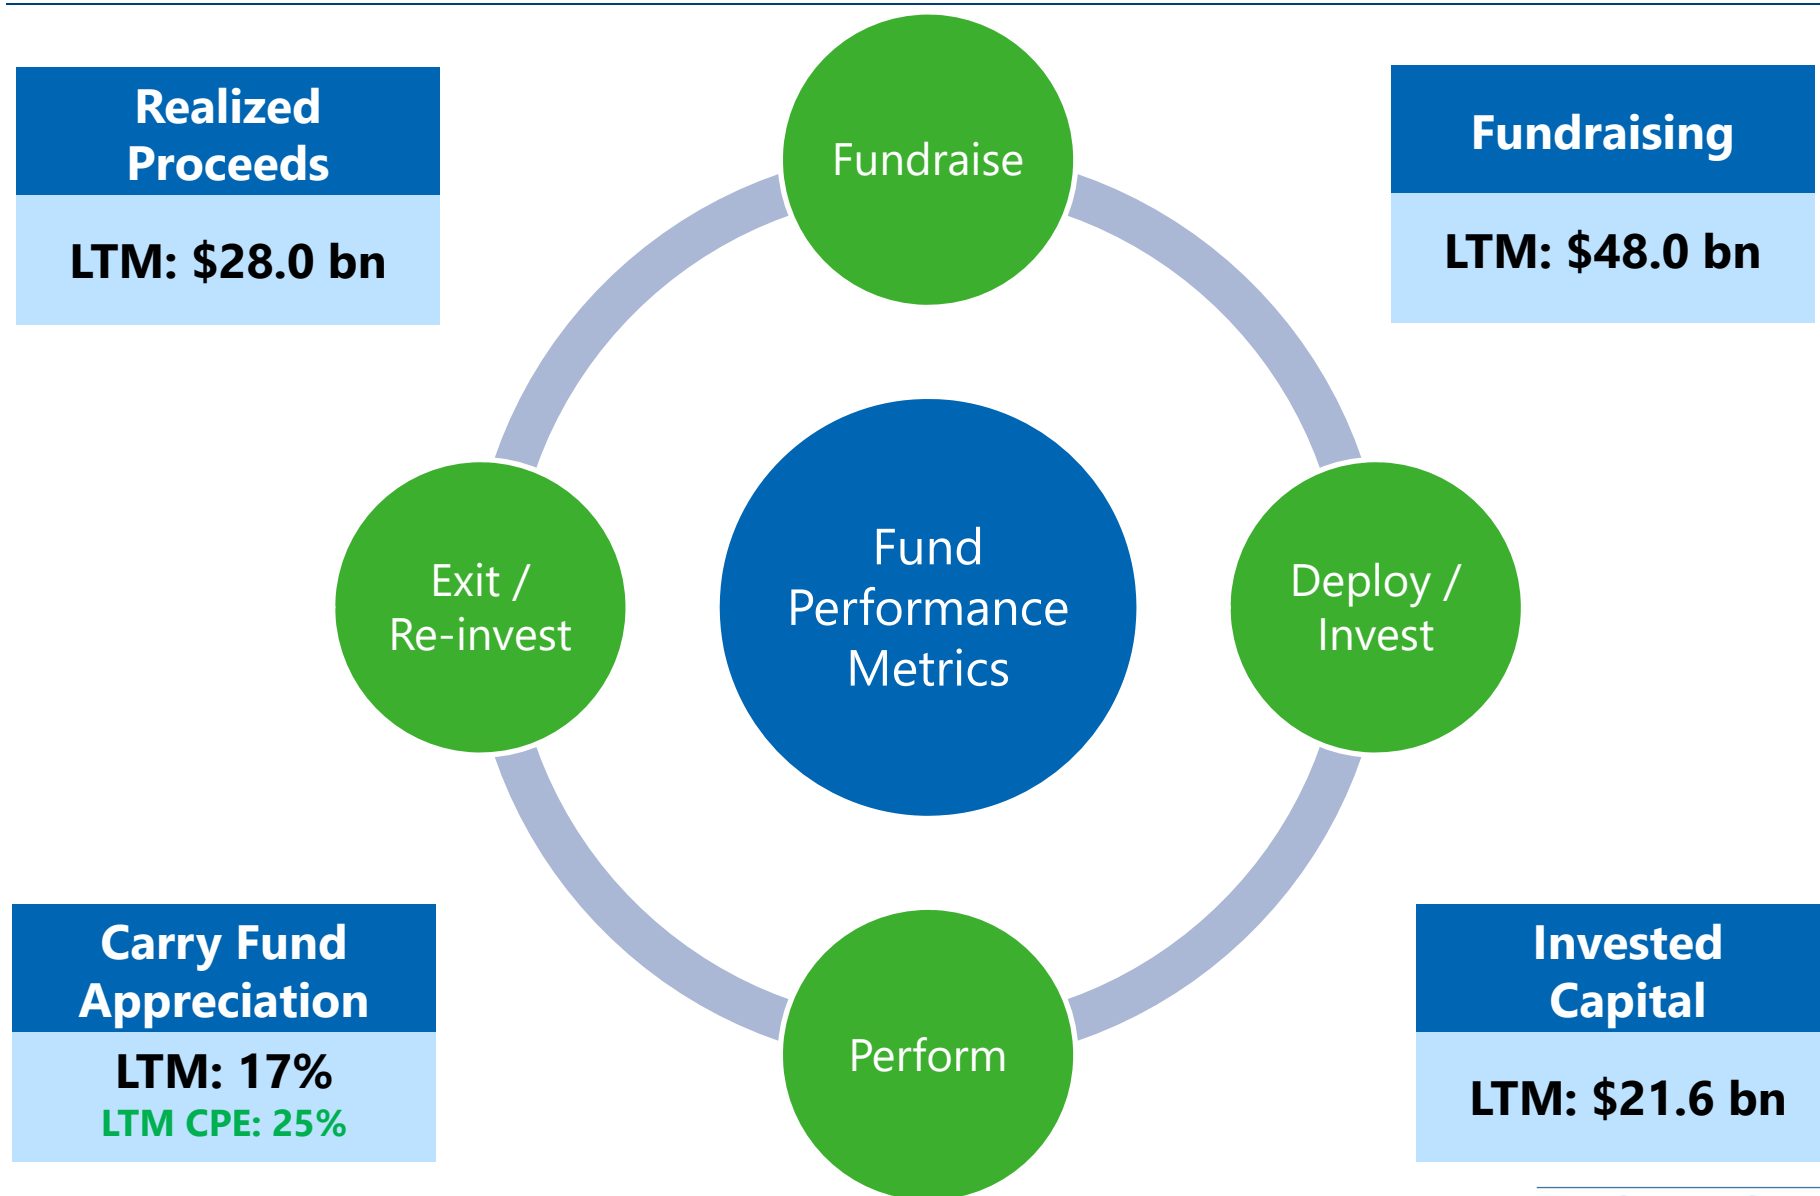 Realized
Proceeds
LTM: $28.0 bn
Fundraise
Fundraising
LTM: $48.0 bn
Exit /
Re-invest
Fund
Performance
Metrics
Deploy /
Invest
Carry Fund
Appreciation
LTM: 17%
LTM CPE: 25%
Perform
Invested
Capital
LTM: $21.6 bn